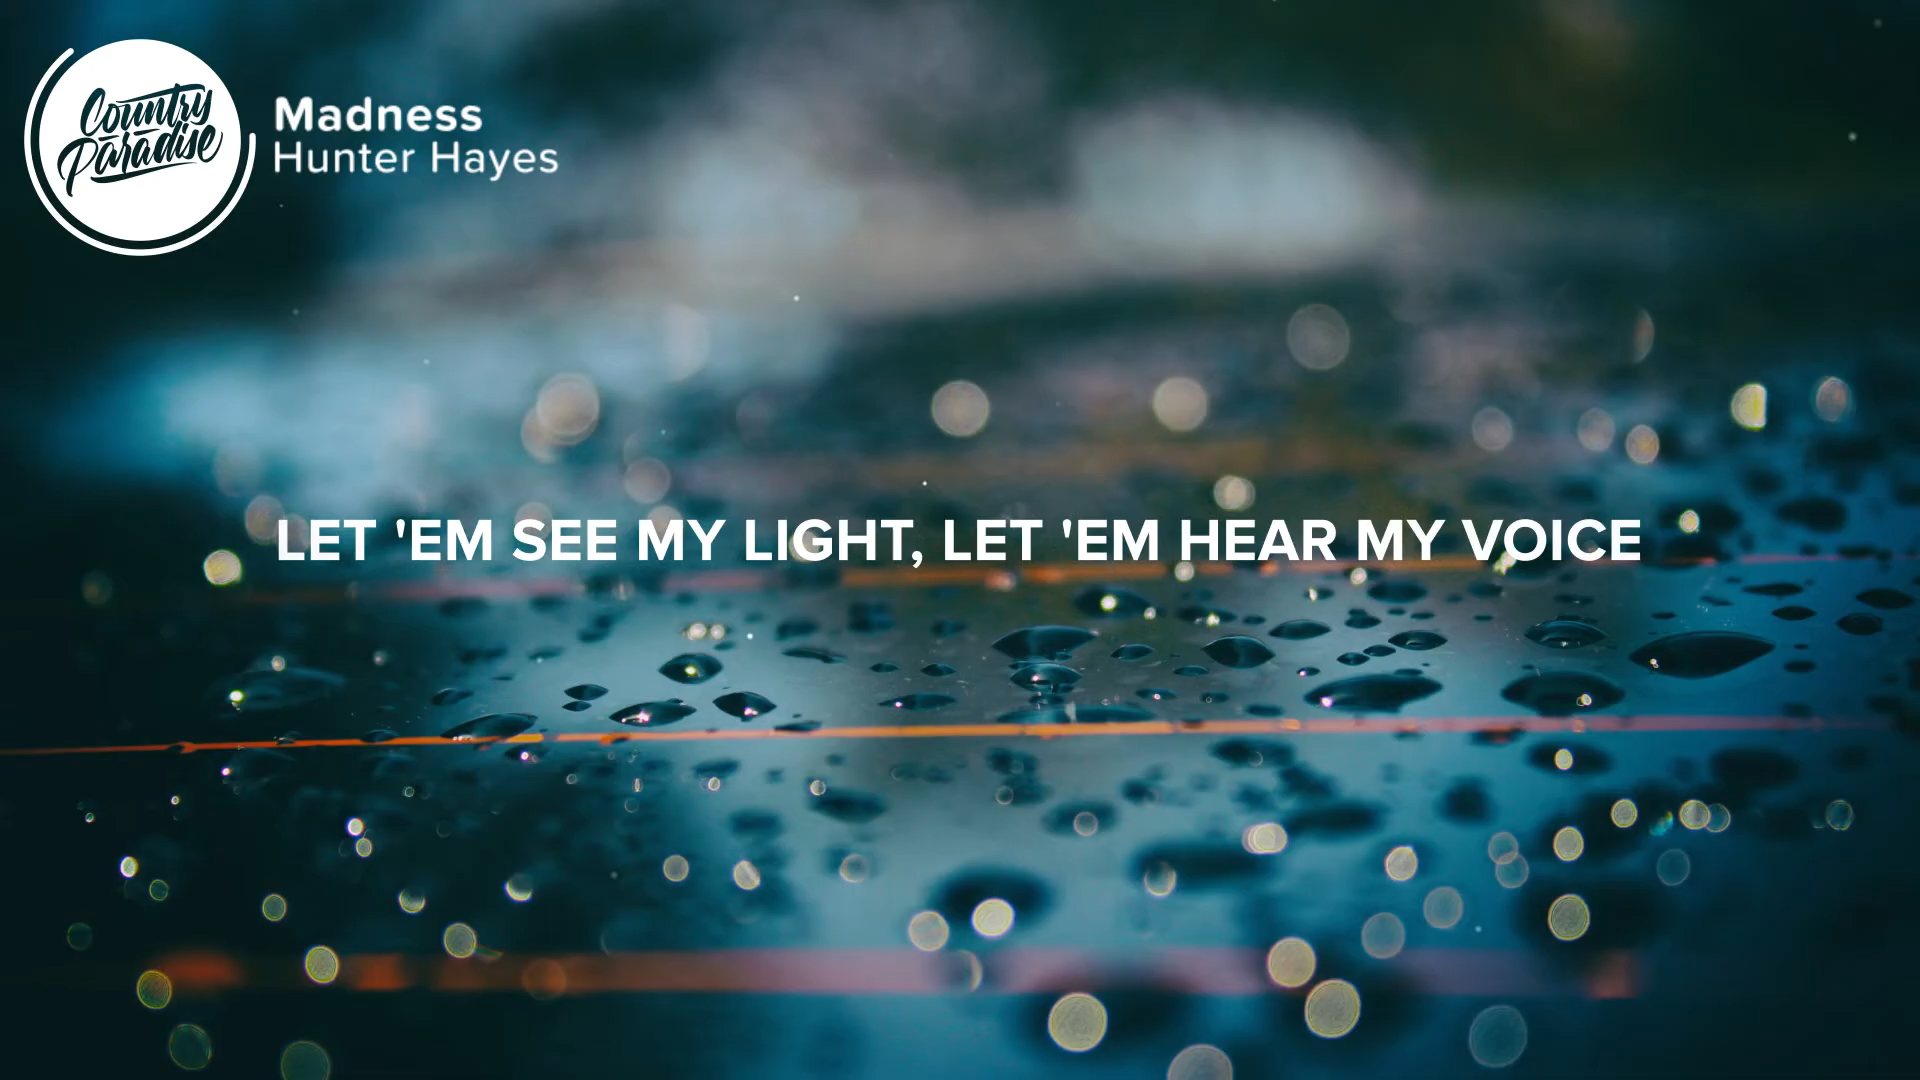 Country
Paradise
Madness
Hunter Hayes
LET 'EM SEE MY LIGHT, LET 'EM HEAR MY VOICE